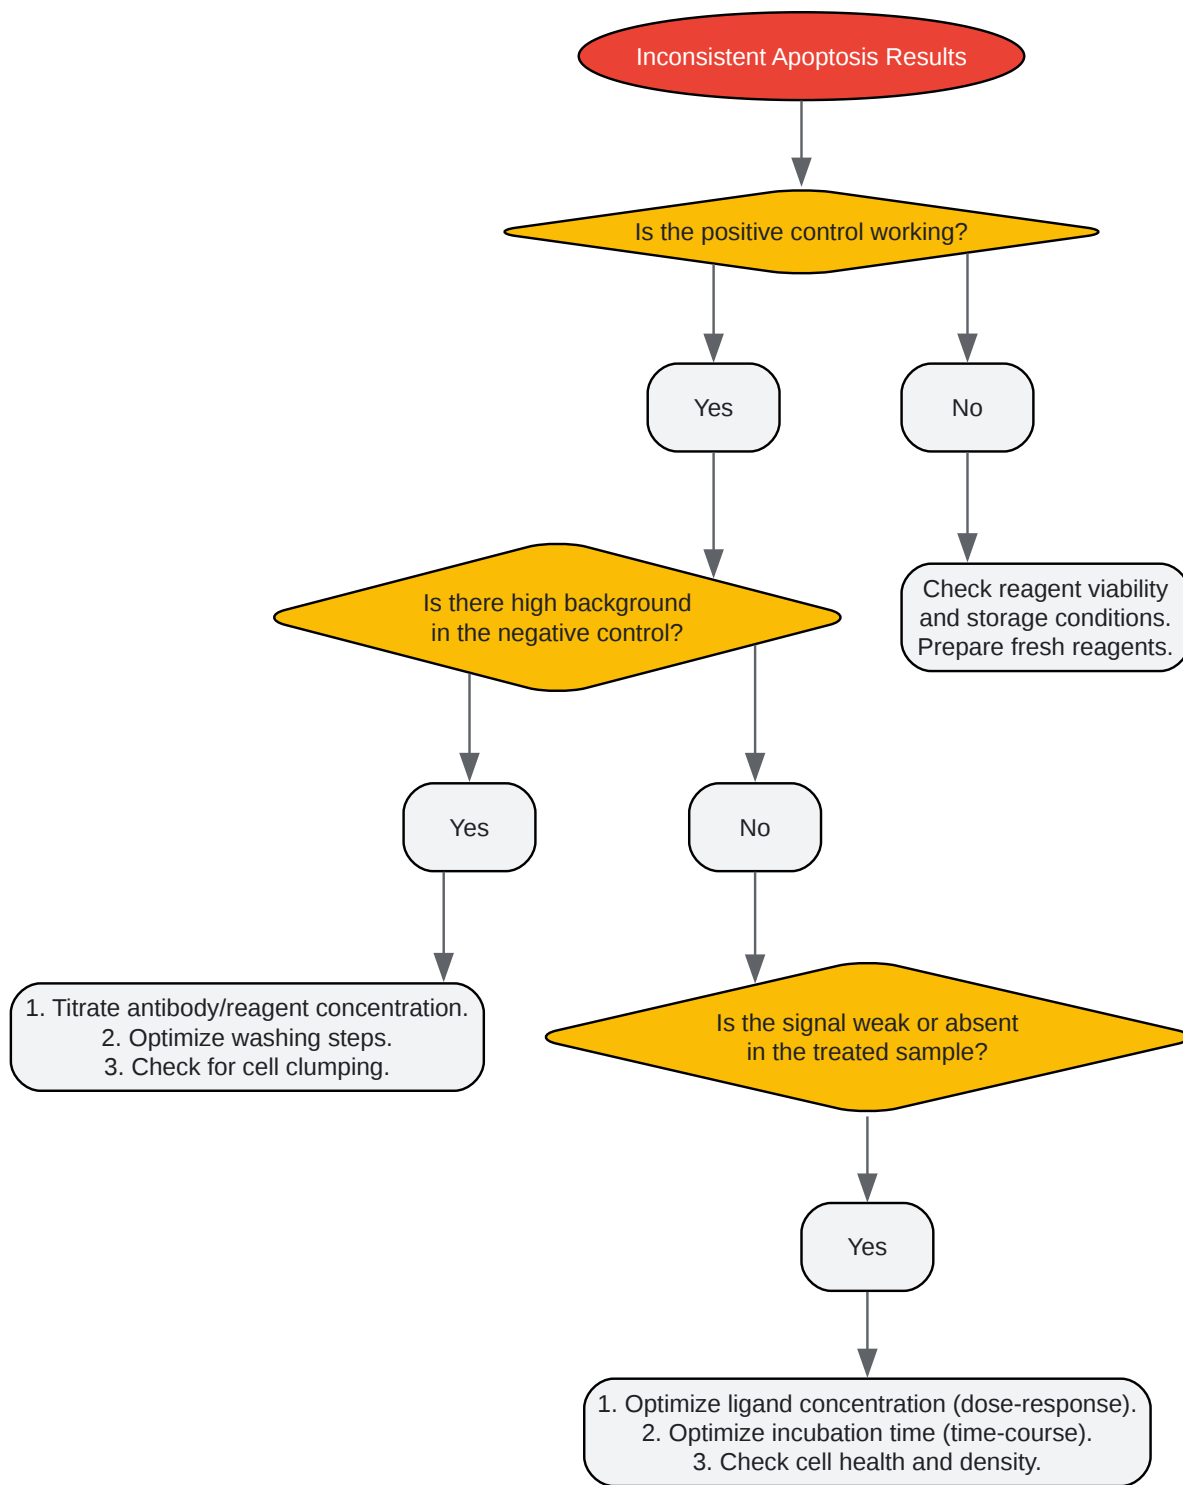 Inconsistent Apoptosis Results
Is the positive control working?
Yes
No
Is there high background
in the negative control?
Check reagent viability
and storage conditions.
Prepare fresh reagents.
Yes
No
1. Titrate antibody/reagent concentration.
2. Optimize washing steps.
3. Check for cell clumping.
Is the signal weak or absent
in the treated sample?
Yes
1. Optimize ligand concentration (dose-response).
2. Optimize incubation time (time-course).
3. Check cell health and density.